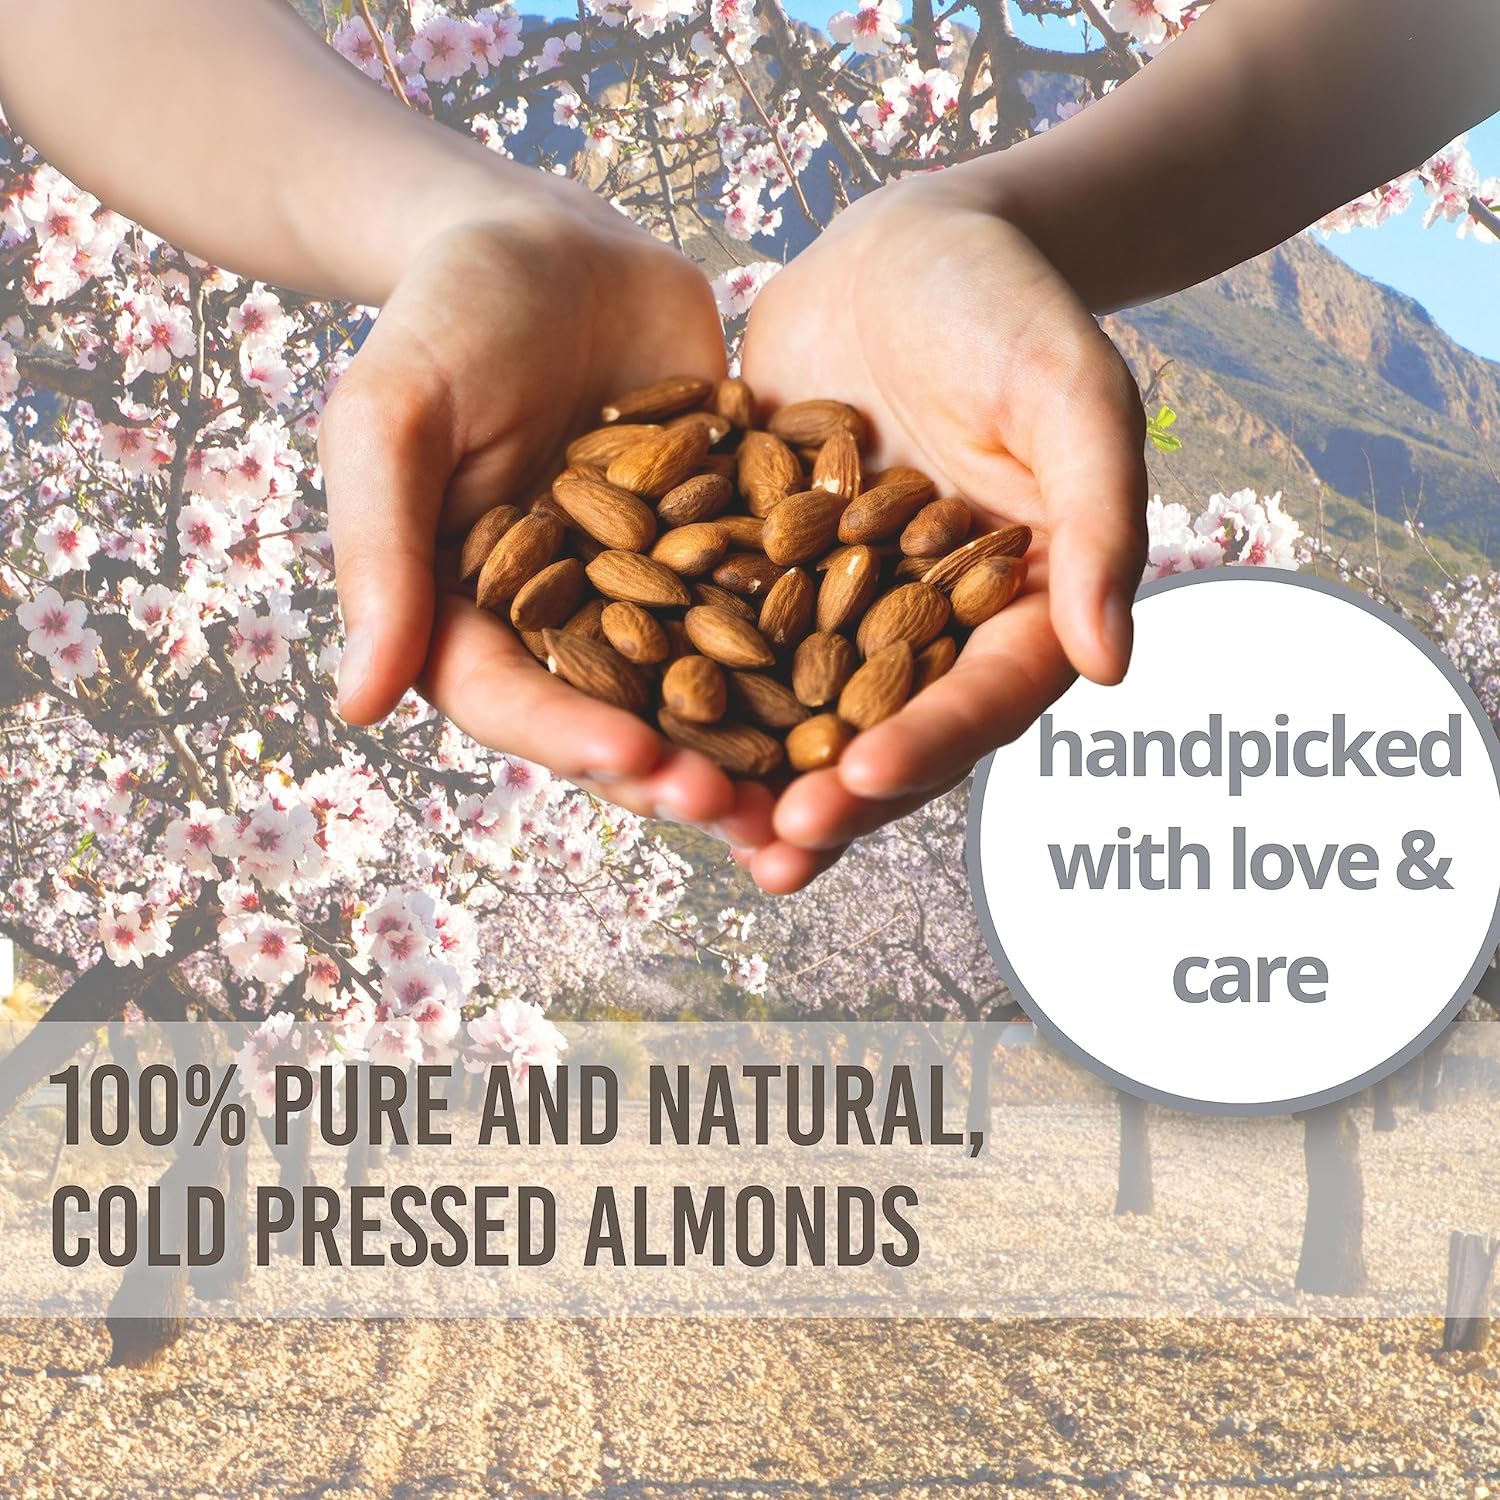 handpicked
with love &
care
100% PURE AND NATURAL,
COLD PRESSED ALMONDS